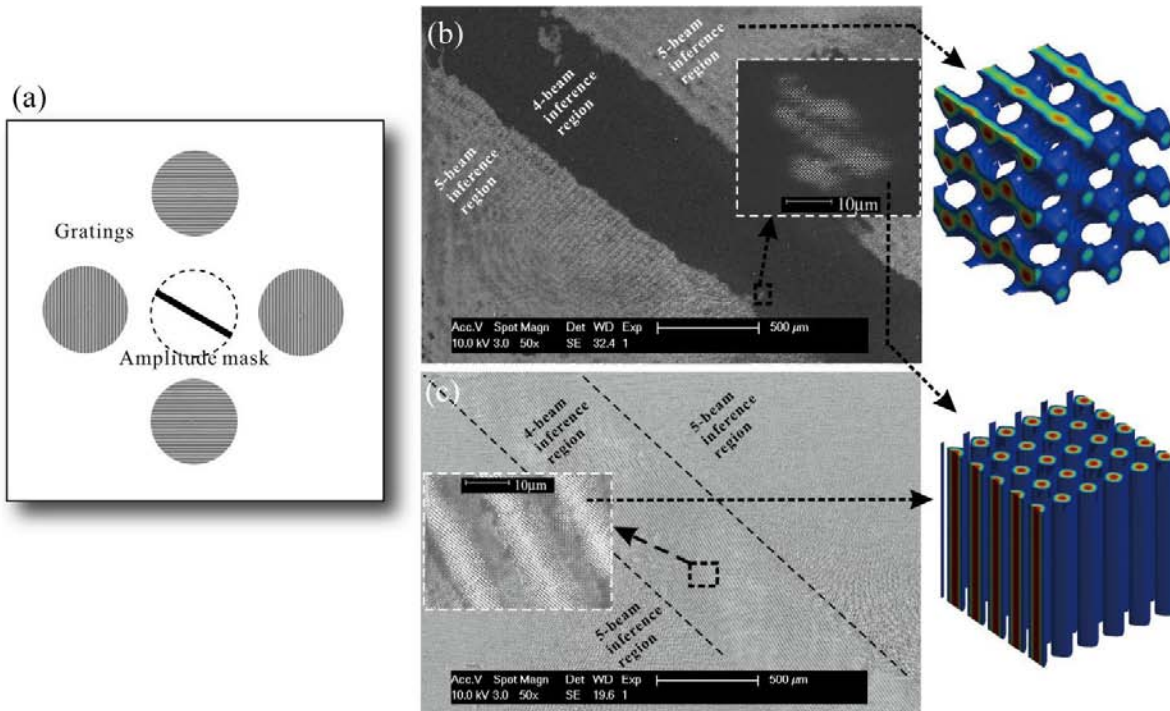 (a)
Gratings
Amplitude mask
(b)
5-beam
inference
region
4-beam
inference
region
5-beam
inference
region
10μm
Acc.V Spot Magn Det WD Exp
10.0 kV 3.0 50x SE 32.4 1
500 μm
(c)
4-beam
inference
region
5-beam
inference
region
10μm
5-beam
inference
region
Acc.V Spot Magn Det WD Exp
10.0 kV 3.0 50x SE 19.6 1
500 μm